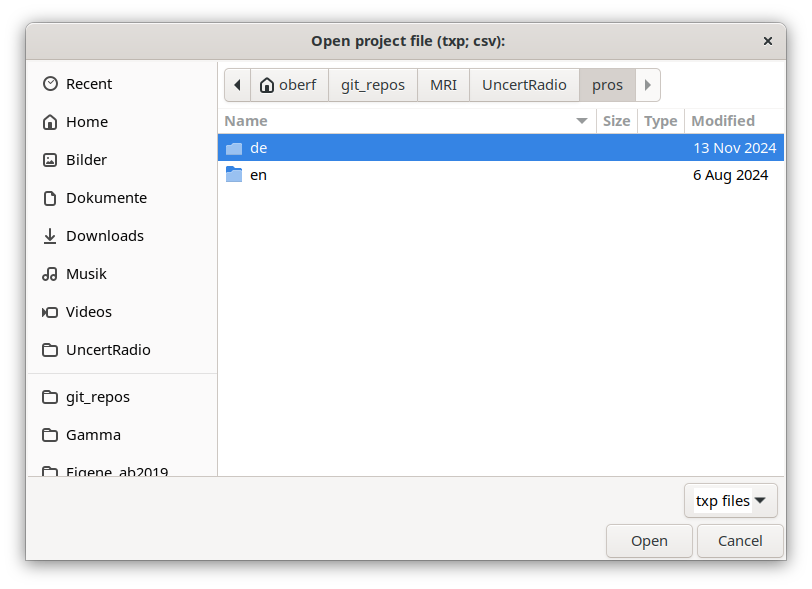 Open project file (txp; csv):
Recent
Home
Bilder
Dokumente
Downloads
Musik
Videos
UncertRadio
git_repos
Gamma
Eigene_ab2019
oberf git_repos MRI UncertRadio pros
Name Size Type Modified
de 13 Nov 2024
en 6 Aug 2024
txp files
Open Cancel